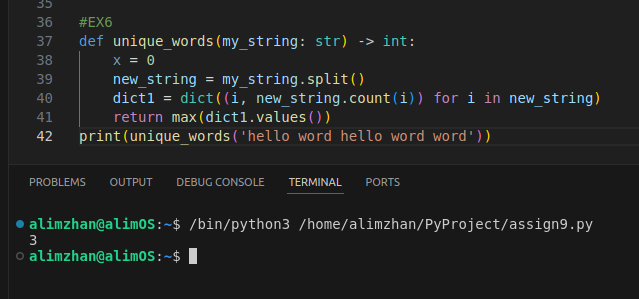 35
36 #EX6
37 def unique_words(my_string: str) -> int:
38     x = 0
39     new_string = my_string.split()
40     dict1 = dict((i, new_string.count(i)) for i in new_string)
41     return max(dict1.values())
42 print(unique_words('hello word hello word word'))
PROBLEMS OUTPUT DEBUG CONSOLE TERMINAL PORTS
alimzhan@alimOS:~$ /bin/python3 /home/alimzhan/PyProject/assign9.py
3
alimzhan@alimOS:~$